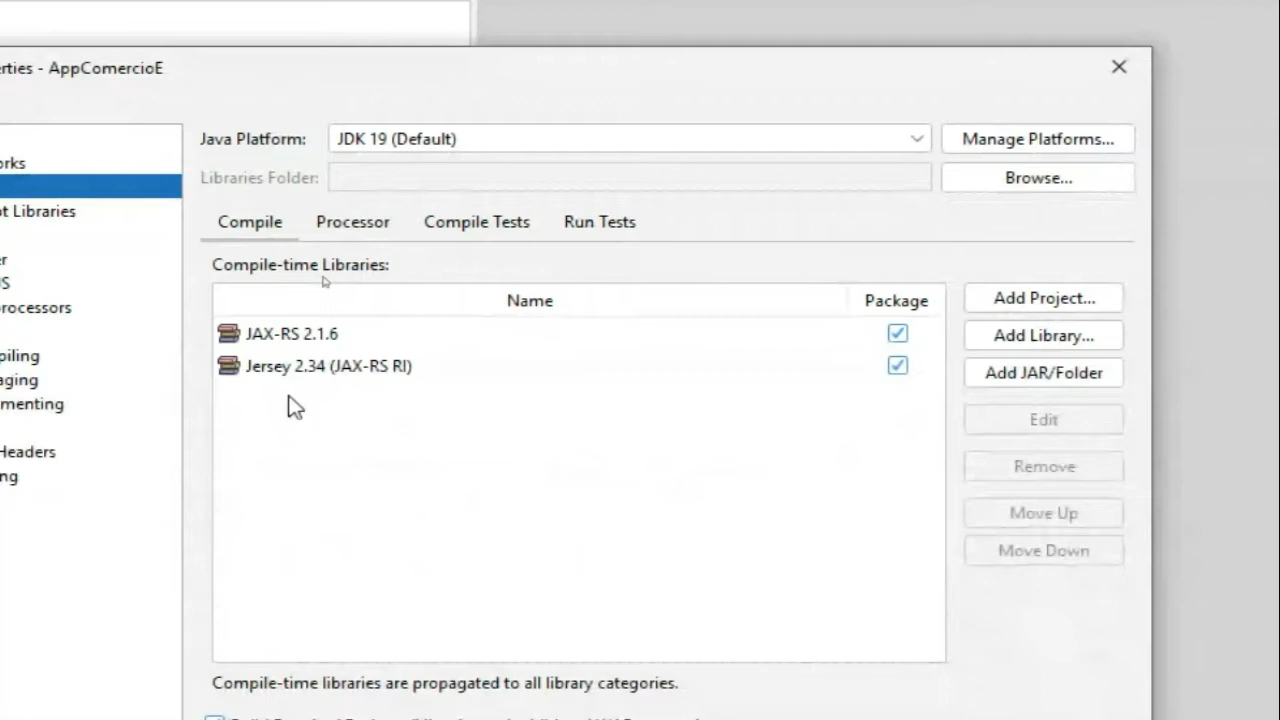 erties - AppComercioE
Java Platform: JDK 19 (Default) Manage Platforms...
orks
Libraries Folder: Browse...
ot Libraries
Compile Processor Compile Tests Run Tests
er
Compile-time Libraries:
JS
Name Package Add Project...
rocessors
JAX-RS 2.1.6 Add Library...
piling
Jersey 2.34 (JAX-RS RI) Add JAR/Folder
aging
menting
Edit
Headers
Remove
ng
Move Up
Move Down
Compile-time libraries are propagated to all library categories.